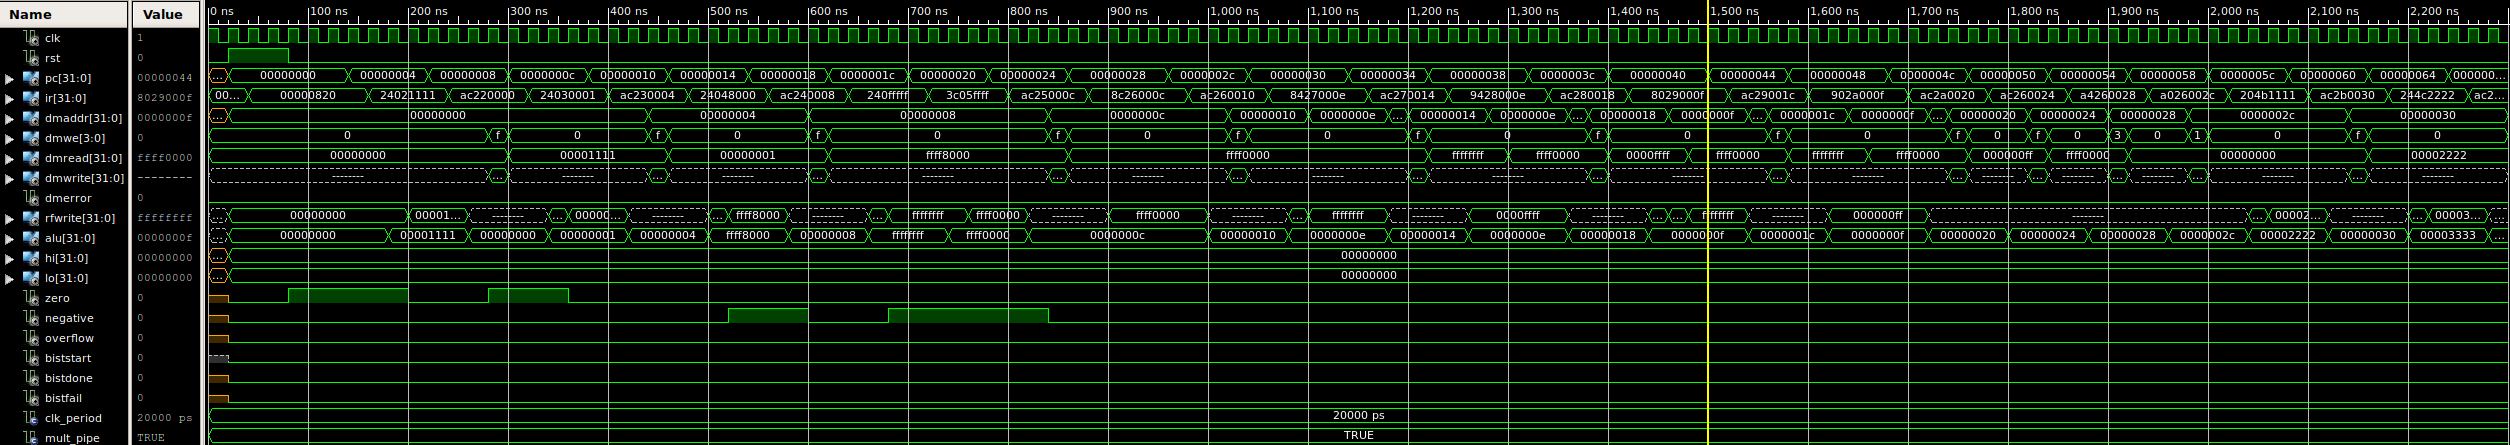 Name Value 0 ns 100 ns 200 ns 300 ns 400 ns 500 ns 600 ns 700 ns 800 ns 900 ns 1,000 ns 1,100 ns 1,200 ns 1,300 ns 1,400 ns 1,500 ns 1,600 ns 1,700 ns 1,800 ns 1,900 ns 2,000 ns 2,100 ns 2,200 ns
clk 1
rst 0
pc[31:0] 00000044 ... 00000000 00000004 00000008 0000000c 00000010 00000014 00000018 0000001c 00000020 00000024 00000028 0000002c 00000030 00000034 00000038 0000003c 00000040 00000044 00000048 0000004c 00000050 00000054 00000058 0000005c 00000060 00000064 000000...
ir[31:0] 8029000f 00... 00000820 24021111 ac220000 24030001 ac230004 24048000 ac240008 240fffff 3c05ffff ac25000c 8c26000c ac260010 8427000e ac270014 9428000e ac280018 8029000f ac29001c 902a000f ac2a0020 ac260024 a4260028 a026002c 204b1111 ac2b0030 244c2222 ac2...
dmaddr[31:0] 0000000f ... 00000000 00000004 00000008 0000000c 00000010 0000000e ... 00000014 0000000e ... 00000018 0000000f ... 0000001c 0000000f ... 00000020 00000024 00000028 0000002c 00000030
dmwe[3:0] 0 0 f 0 f 0 f 0 f 0 f 0 f 0 f 0 f 0 f 0 f 0 3 0 1 0 f 0
dmread[31:0] ffff0000 00000000 00001111 00000001 ffff8000 ffff0000 ffffffff ffff0000 0000ffff ffff0000 ffffffff ffff0000 000000ff ffff0000 00000000 00002222
dmwrite[31:0] -------- -------- ... -------- ... -------- ... -------- ... -------- ... -------- ... -------- ... -------- ... -------- ... -------- ... -------- ... -------- ... -------- ... --------
dmerror 0
rfwrite[31:0] ffffffff ... 00000000 00001... -------- ... 00000... -------- ... ffff8000 -------- ... ffffffff ffff0000 -------- ffff0000 -------- ... ffffffff -------- 0000ffff -------- ... ... ffffffff -------- 000000ff -------- ... 00002... -------- ... 00003... ...
alu[31:0] 0000000f ... 00000000 00001111 00000000 00000001 00000004 ffff8000 00000008 ffffffff ffff0000 0000000c 00000010 0000000e 00000014 0000000e 00000018 0000000f 0000001c 0000000f 00000020 00000024 00000028 0000002c 00002222 00000030 00003333 ...
hi[31:0] 00000000 ... 00000000
lo[31:0] 00000000 ... 00000000
zero 0
negative 0
overflow 0
biststart 0
bistdone 0
bistfail 0
clk_period 20000 ps 20000 ps
mult_pipe TRUE TRUE